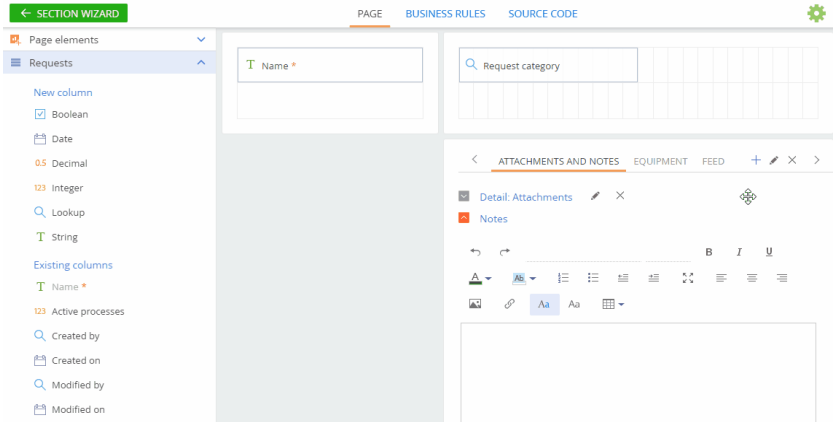 ← SECTION WIZARD
PAGE BUSINESS RULES SOURCE CODE
Page elements
Requests
New column
Boolean
Date
0.5 Decimal
123 Integer
Lookup
T String
Existing columns
T Name *
123 Active processes
Created by
Created on
Modified by
Modified on
T Name *
Request category
ATTACHMENTS AND NOTES EQUIPMENT FEED
Detail: Attachments
Notes
B I U
A Ab
Aa Aa